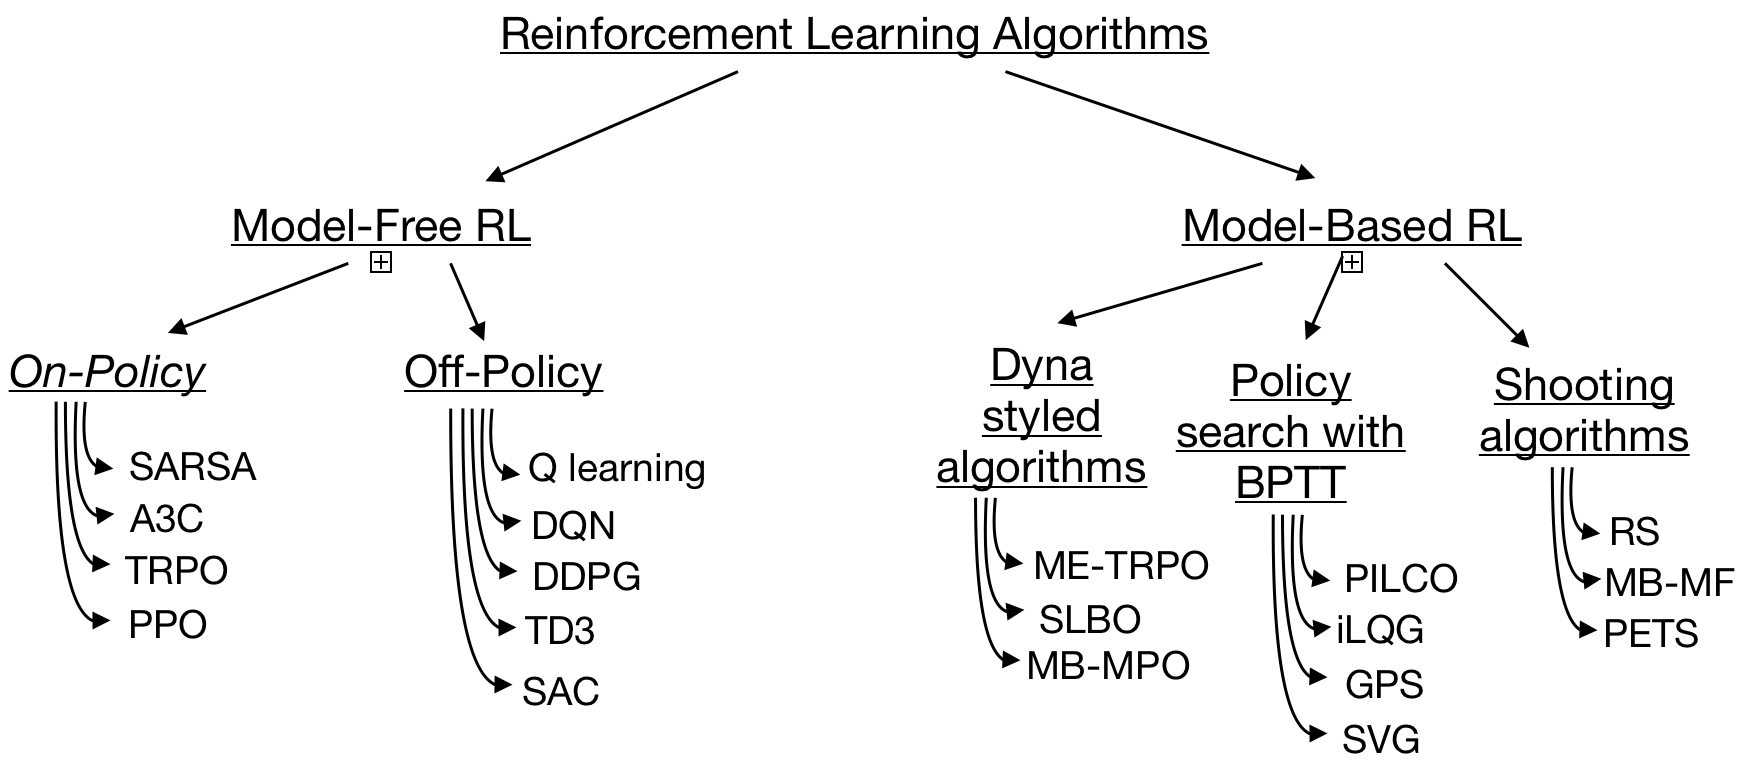 Reinforcement Learning Algorithms
Model-Free RL
Model-Based RL
On-Policy
SARSA
A3C
TRPO
PPO
Off-Policy
Q learning
DQN
DDPG
TD3
SAC
Dyna
styled
algorithms
ME-TRPO
SLBO
MB-MPO
Policy
search with
BPTT
PILCO
iLQG
GPS
SVG
Shooting
algorithms
RS
MB-MF
PETS